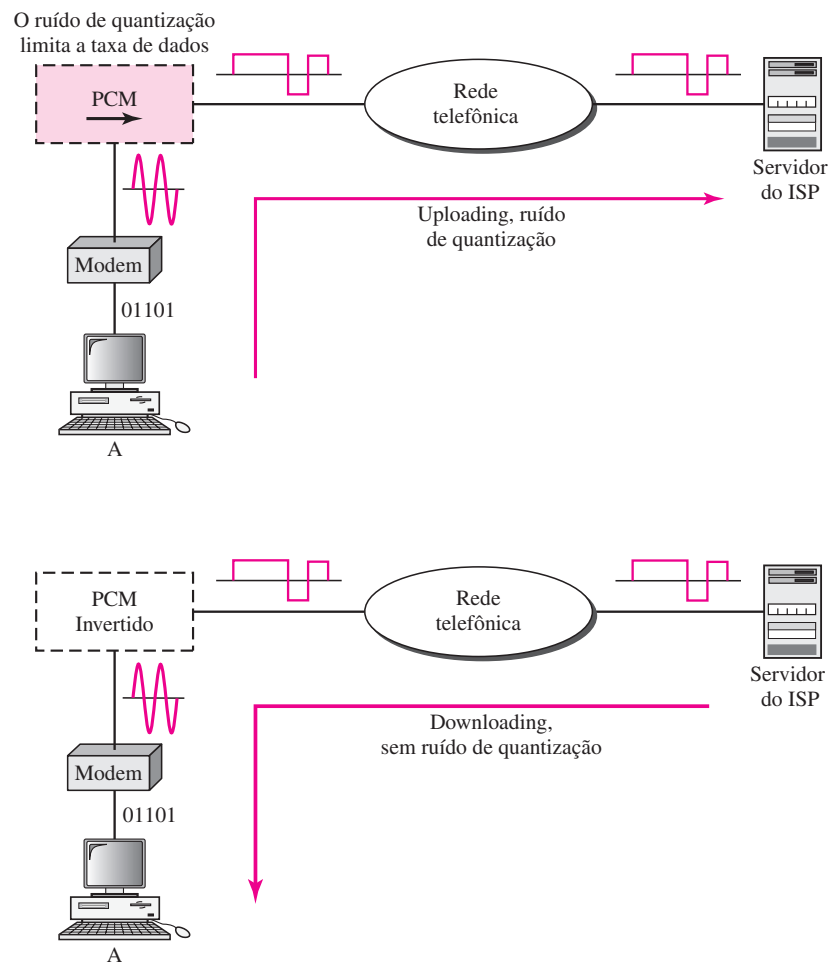 O ruído de quantização
limita a taxa de dados
PCM
Rede
telefônica
Servidor
do ISP
Uploading, ruído
de quantização
Modem
01101
A
PCM
Invertido
Rede
telefônica
Servidor
do ISP
Downloading,
sem ruído de quantização
Modem
01101
A